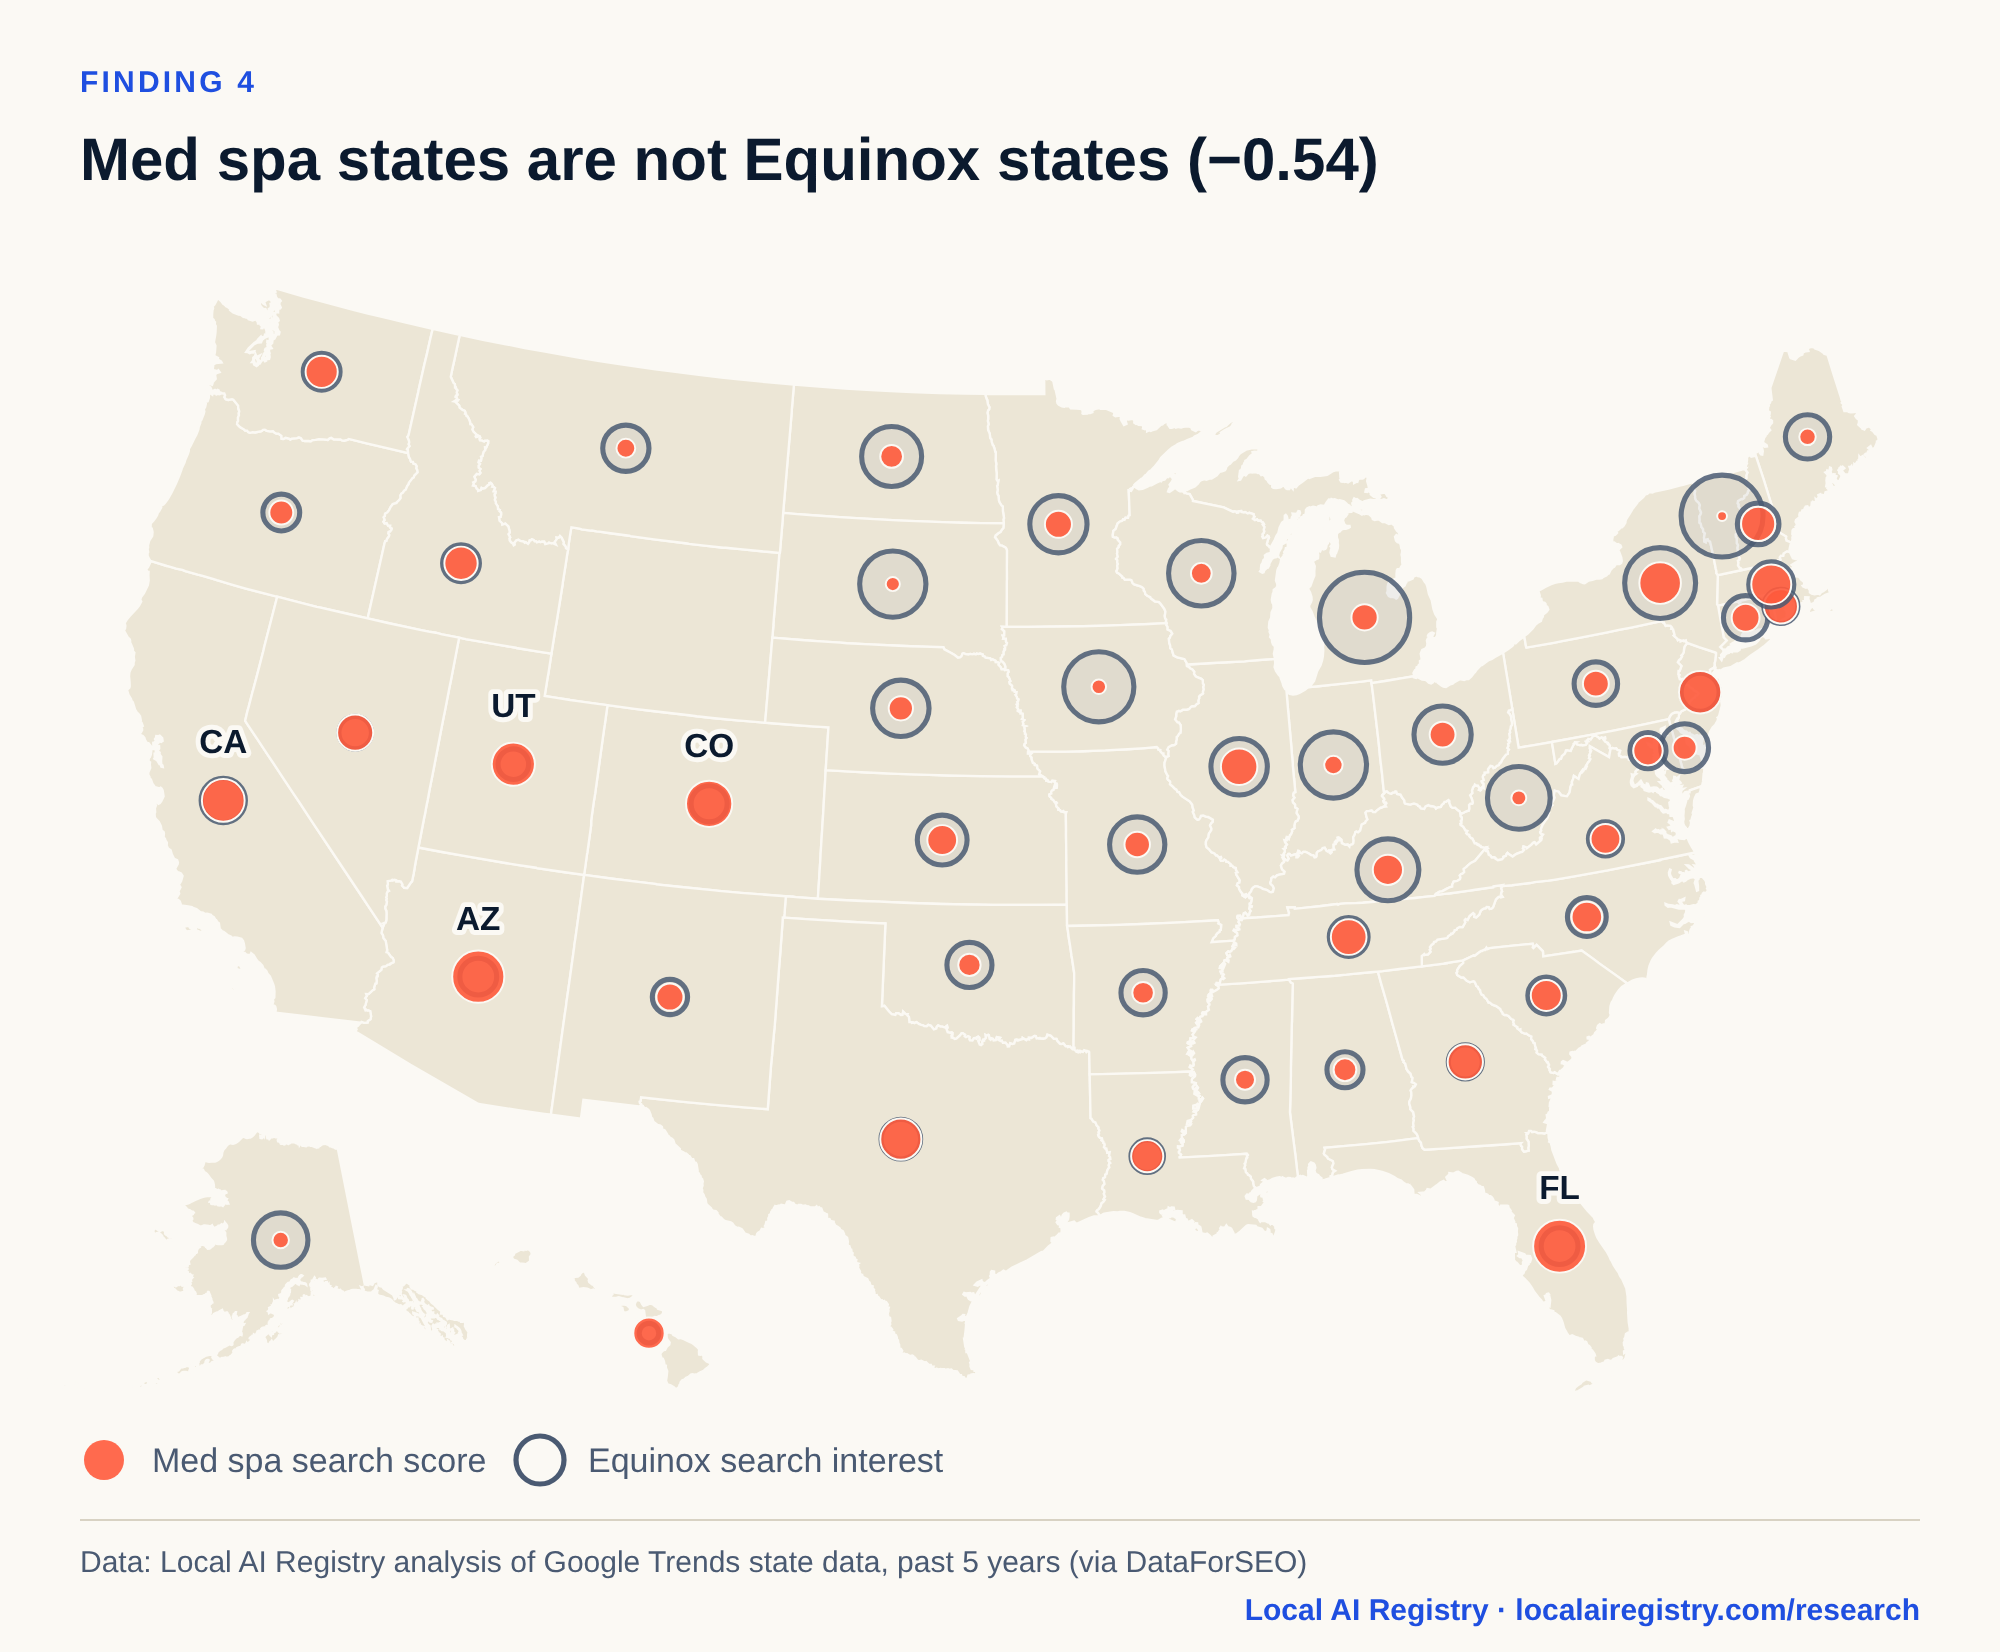 FINDING 4
Med spa states are not Equinox states (−0.54)
UT
CA
CO
AZ
FL
Med spa search score
Equinox search interest
Data: Local AI Registry analysis of Google Trends state data, past 5 years (via DataForSEO)
Local AI Registry · localairegistry.com/research